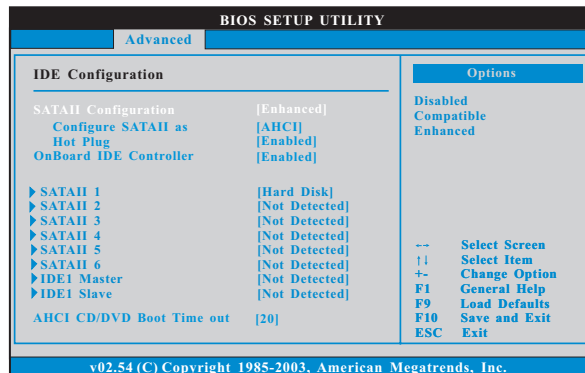 BIOS SETUP UTILITY
Advanced
IDE Configuration
SATAII Configuration [Enhanced]
Configure SATAII as [AHCI]
Hot Plug [Enabled]
OnBoard IDE Controller [Enabled]
SATAII 1 [Hard Disk]
SATAII 2 [Not Detected]
SATAII 3 [Not Detected]
SATAII 4 [Not Detected]
SATAII 5 [Not Detected]
SATAII 6 [Not Detected]
IDE1 Master [Not Detected]
IDE1 Slave [Not Detected]
AHCI CD/DVD Boot Time out [20]
Options
Disabled
Compatible
Enhanced
↔ Select Screen
↑↓ Select Item
+- Change Option
F1 General Help
F9 Load Defaults
F10 Save and Exit
ESC Exit
v02.54 (C) Copyright 1985-2003, American Megatrends, Inc.